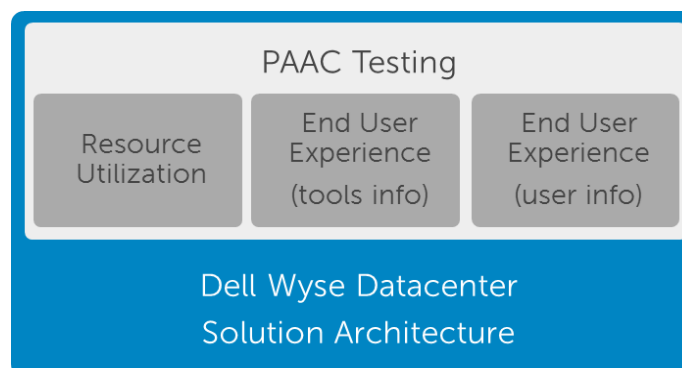 PAAC Testing
Resource
Utilization
End User
Experience
(tools info)
End User
Experience
(user info)
Dell Wyse Datacenter
Solution Architecture